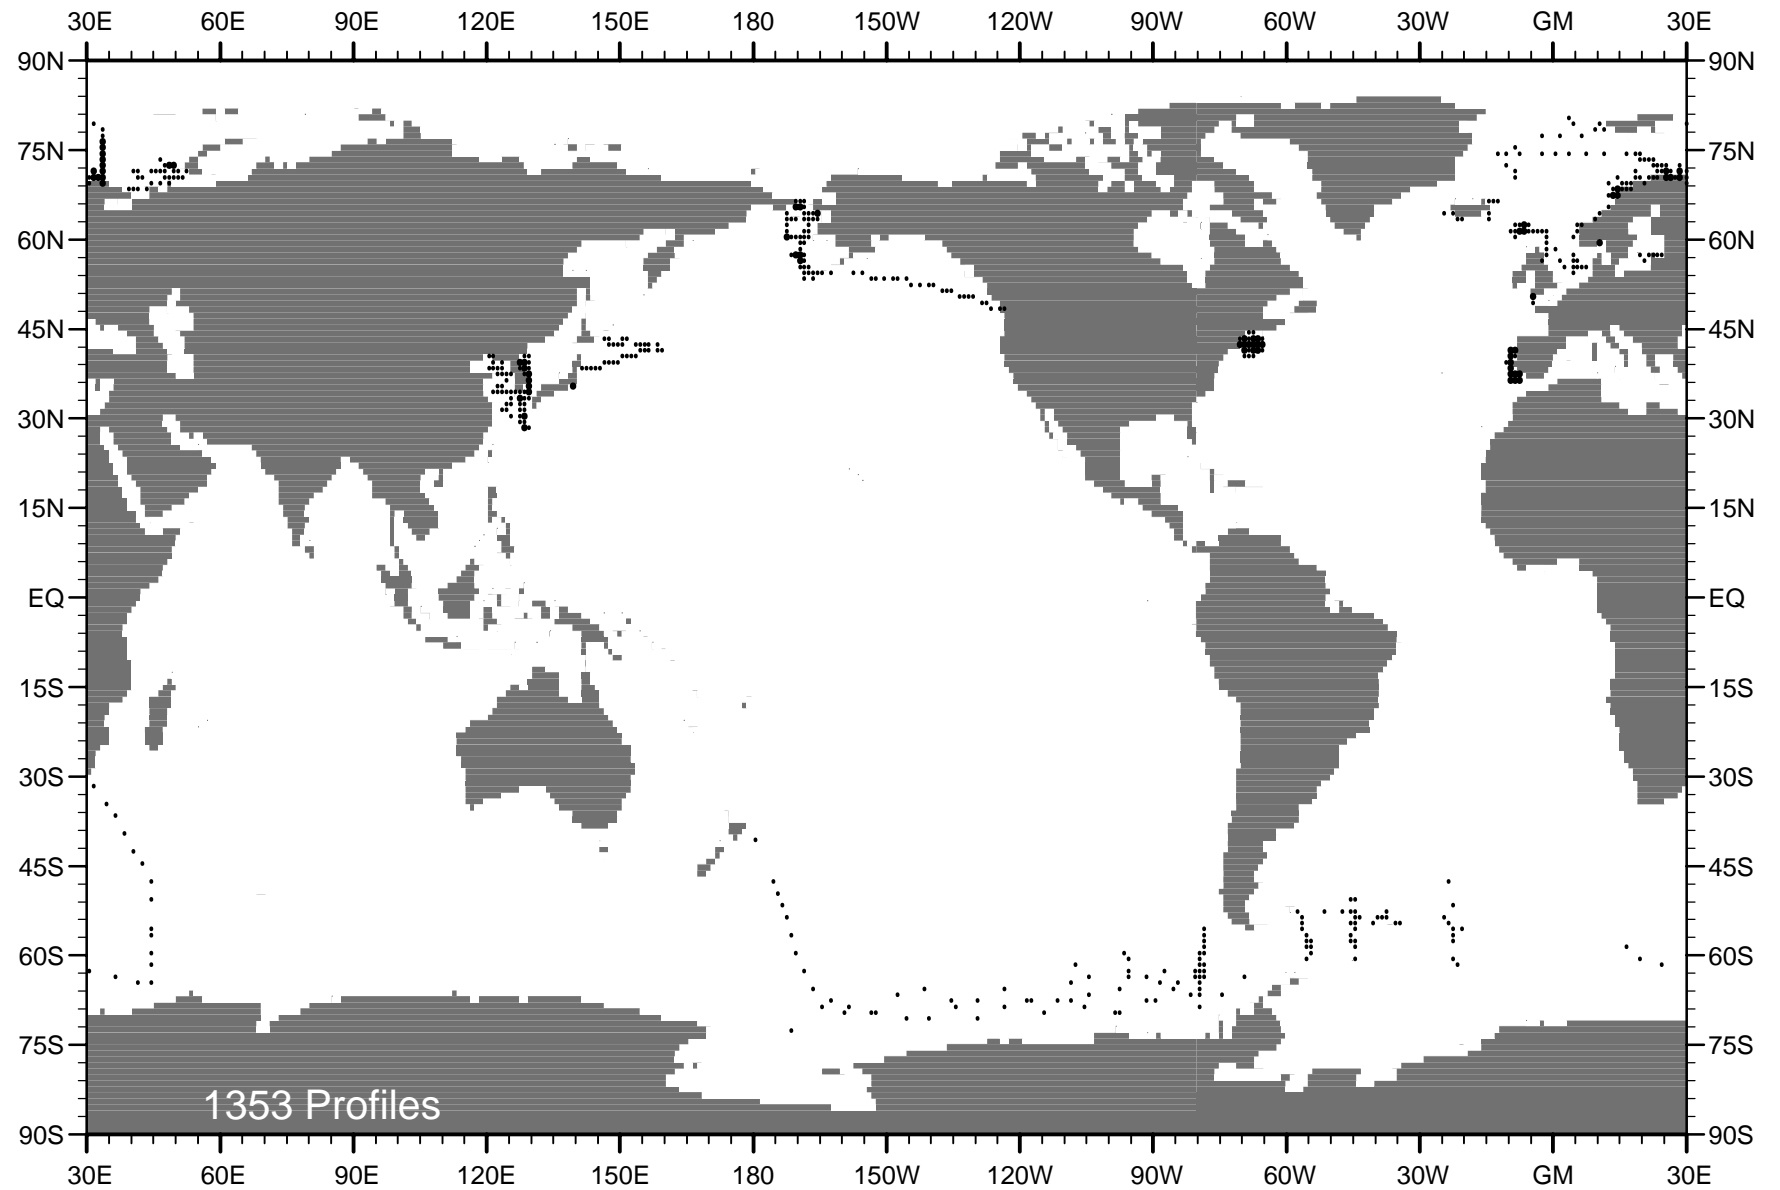 30E 60E 90E 120E 150E 180 150W 120W 90W 60W 30W GM 30E
90N 90N
75N 75N
60N 60N
45N 45N
30N 30N
15N 15N
EQ EQ
15S 15S
30S 30S
45S 45S
60S 60S
75S 75S
1353 Profiles
90S 90S
30E 60E 90E 120E 150E 180 150W 120W 90W 60W 30W GM 30E